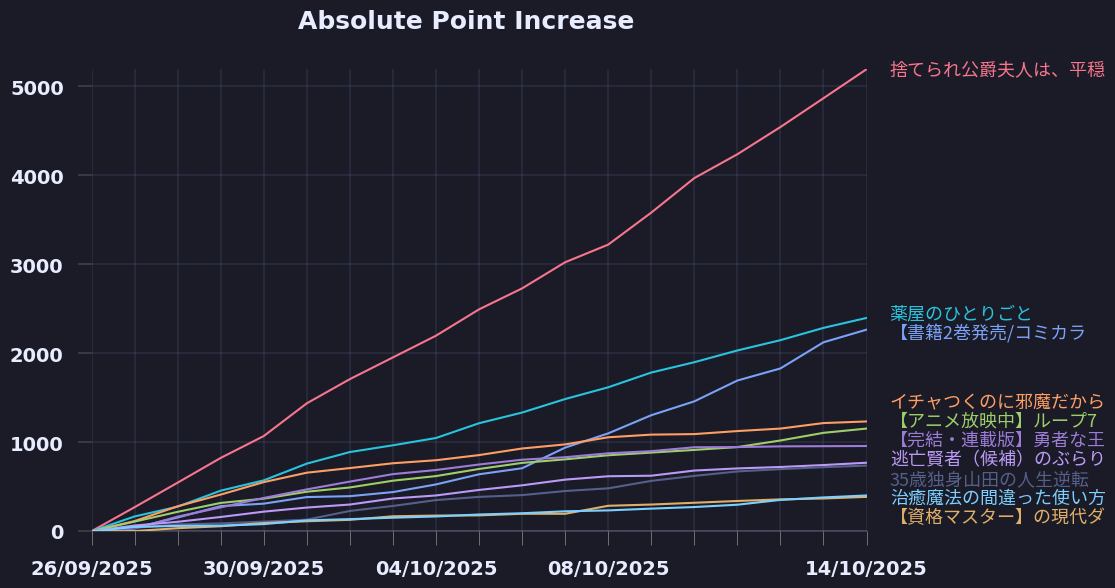 Absolute Point Increase
5000
4000
3000
2000
1000
0
26/09/2025
30/09/2025
04/10/2025
08/10/2025
14/10/2025
捨てられ公爵夫人は、平穏
薬屋のひとりごと
【書籍2巻発売/コミカラ
イチャつくのに邪魔だから
【アニメ放映中】ループ7
【完結・連載版】勇者な王
逃亡賢者（候補）のぶらり
35歳独身山田の人生逆転
治癒魔法の間違った使い方
【資格マスター】の現代ダ